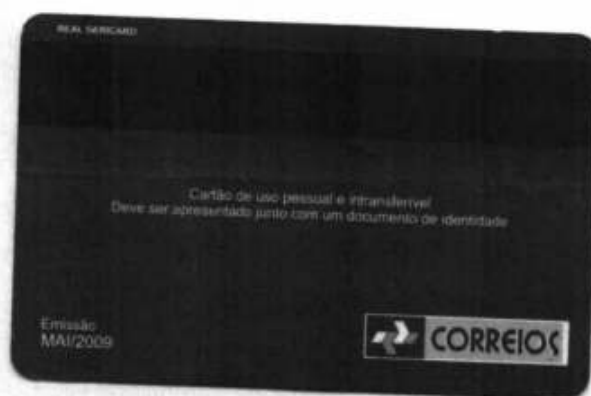 Cartão de uso pessoal e intransferível
Deve ser apresentado junto com um documento de identidade
Emissão
MAI/2009
CORREIOS